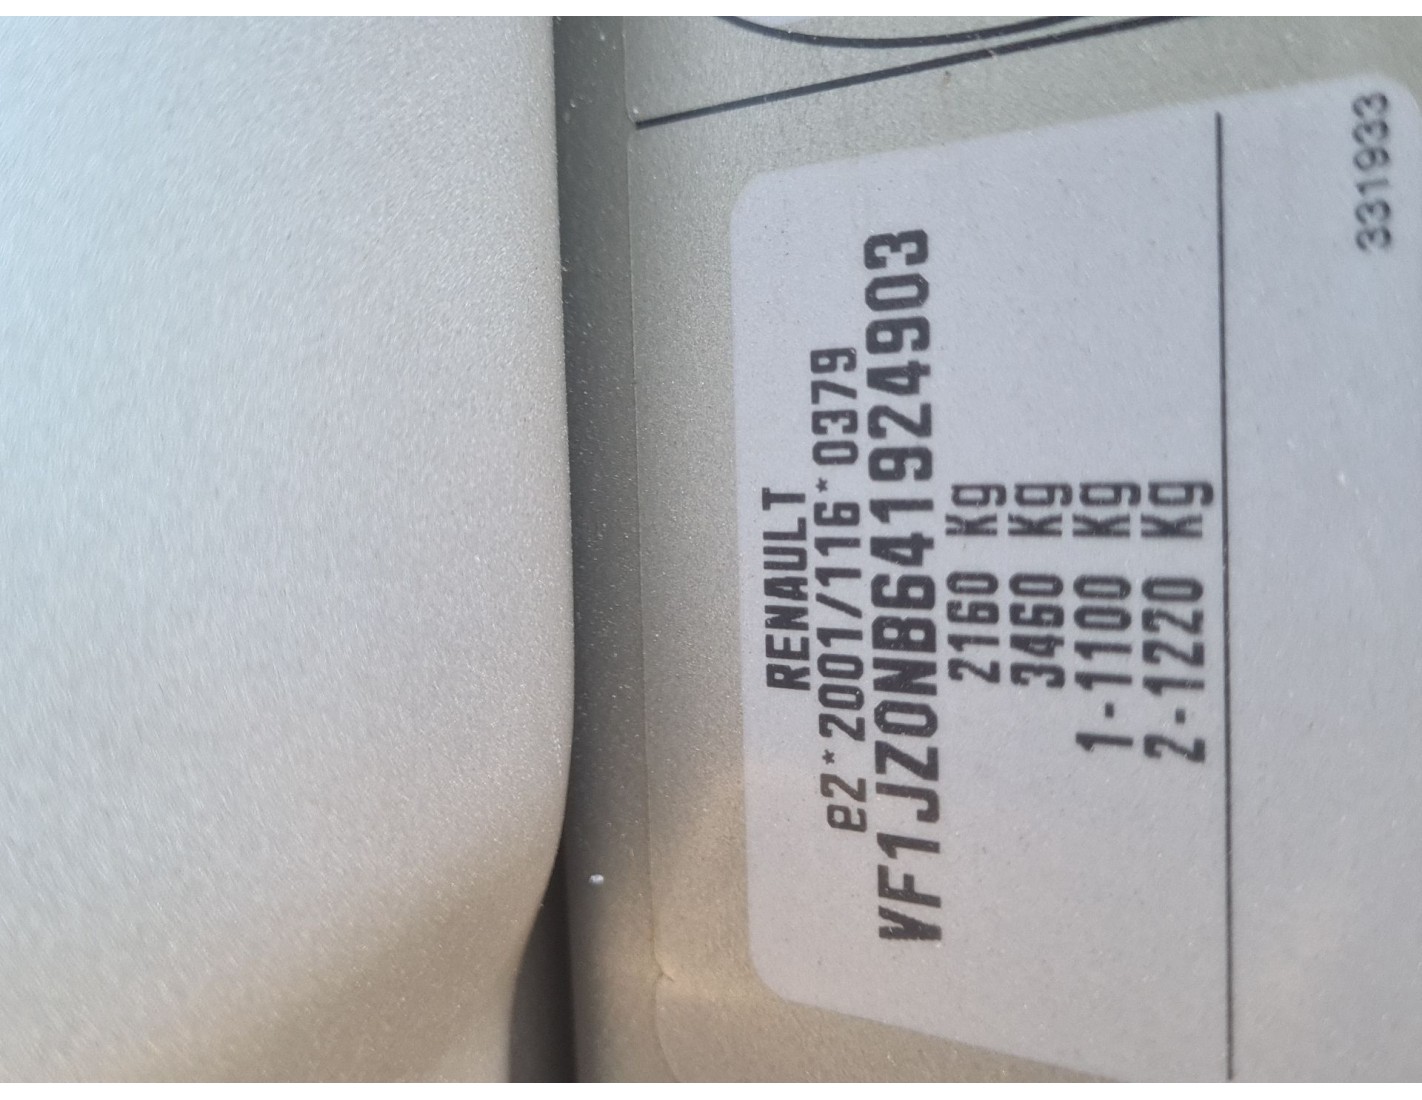 RENAULT
e2*2001/116*0379
VF1JZ0NB641924903
2160 Kg
3460 Kg
1-1100 Kg
2-1220 Kg
331933